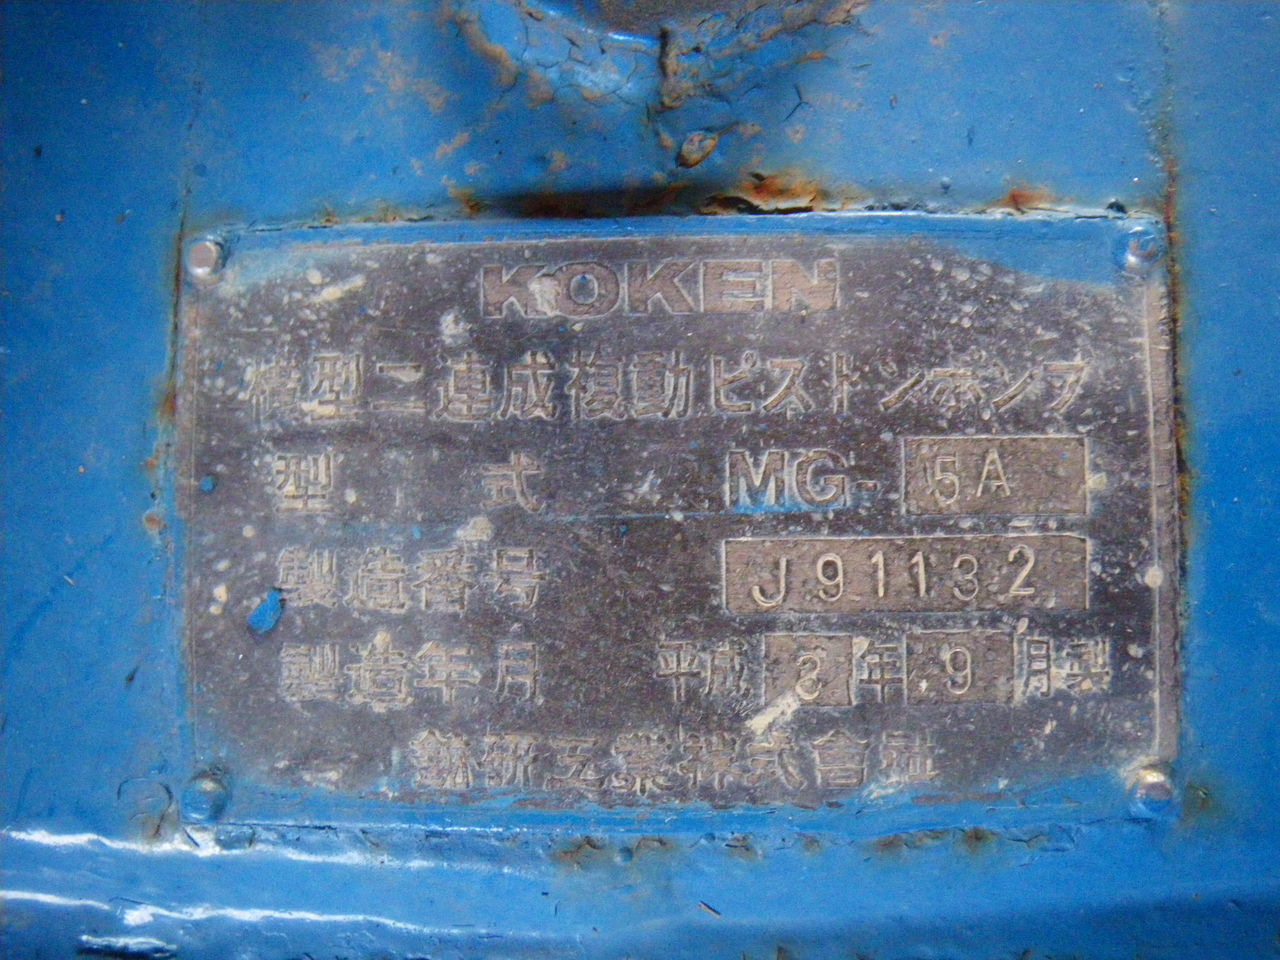 KOKEN
横型二連成複動ピストンポンプ
型式 MG-5A
製造番号 J91132
製造年月 平成3年9月製
鉱研工業株式会社